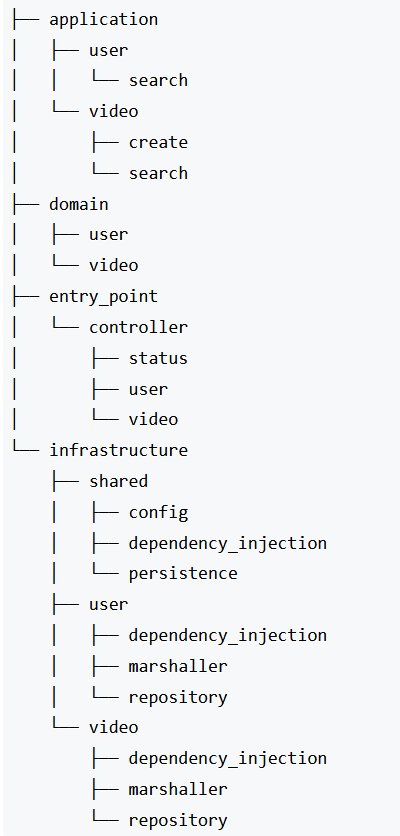 ├── application
│   ├── user
│   │   └── search
│   └── video
│       ├── create
│       └── search
├── domain
│   ├── user
│   └── video
├── entry_point
│   └── controller
│       ├── status
│       ├── user
│       └── video
└── infrastructure
    ├── shared
    │   ├── config
    │   ├── dependency_injection
    │   └── persistence
    ├── user
    │   ├── dependency_injection
    │   ├── marshaller
    │   └── repository
    └── video
        ├── dependency_injection
        ├── marshaller
        └── repository